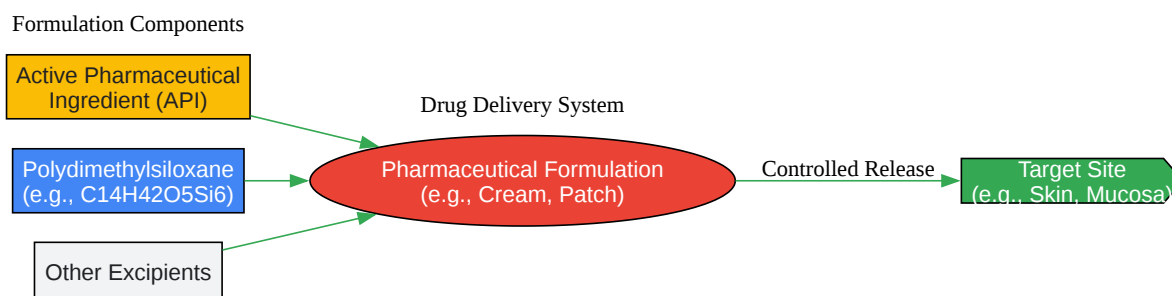 Formulation Components
Active Pharmaceutical
Ingredient (API)
Polydimethylsiloxane
(e.g., C14H42O5Si6)
Other Excipients
Drug Delivery System
Pharmaceutical Formulation
(e.g., Cream, Patch)
Controlled Release
Target Site
(e.g., Skin, Mucosa)